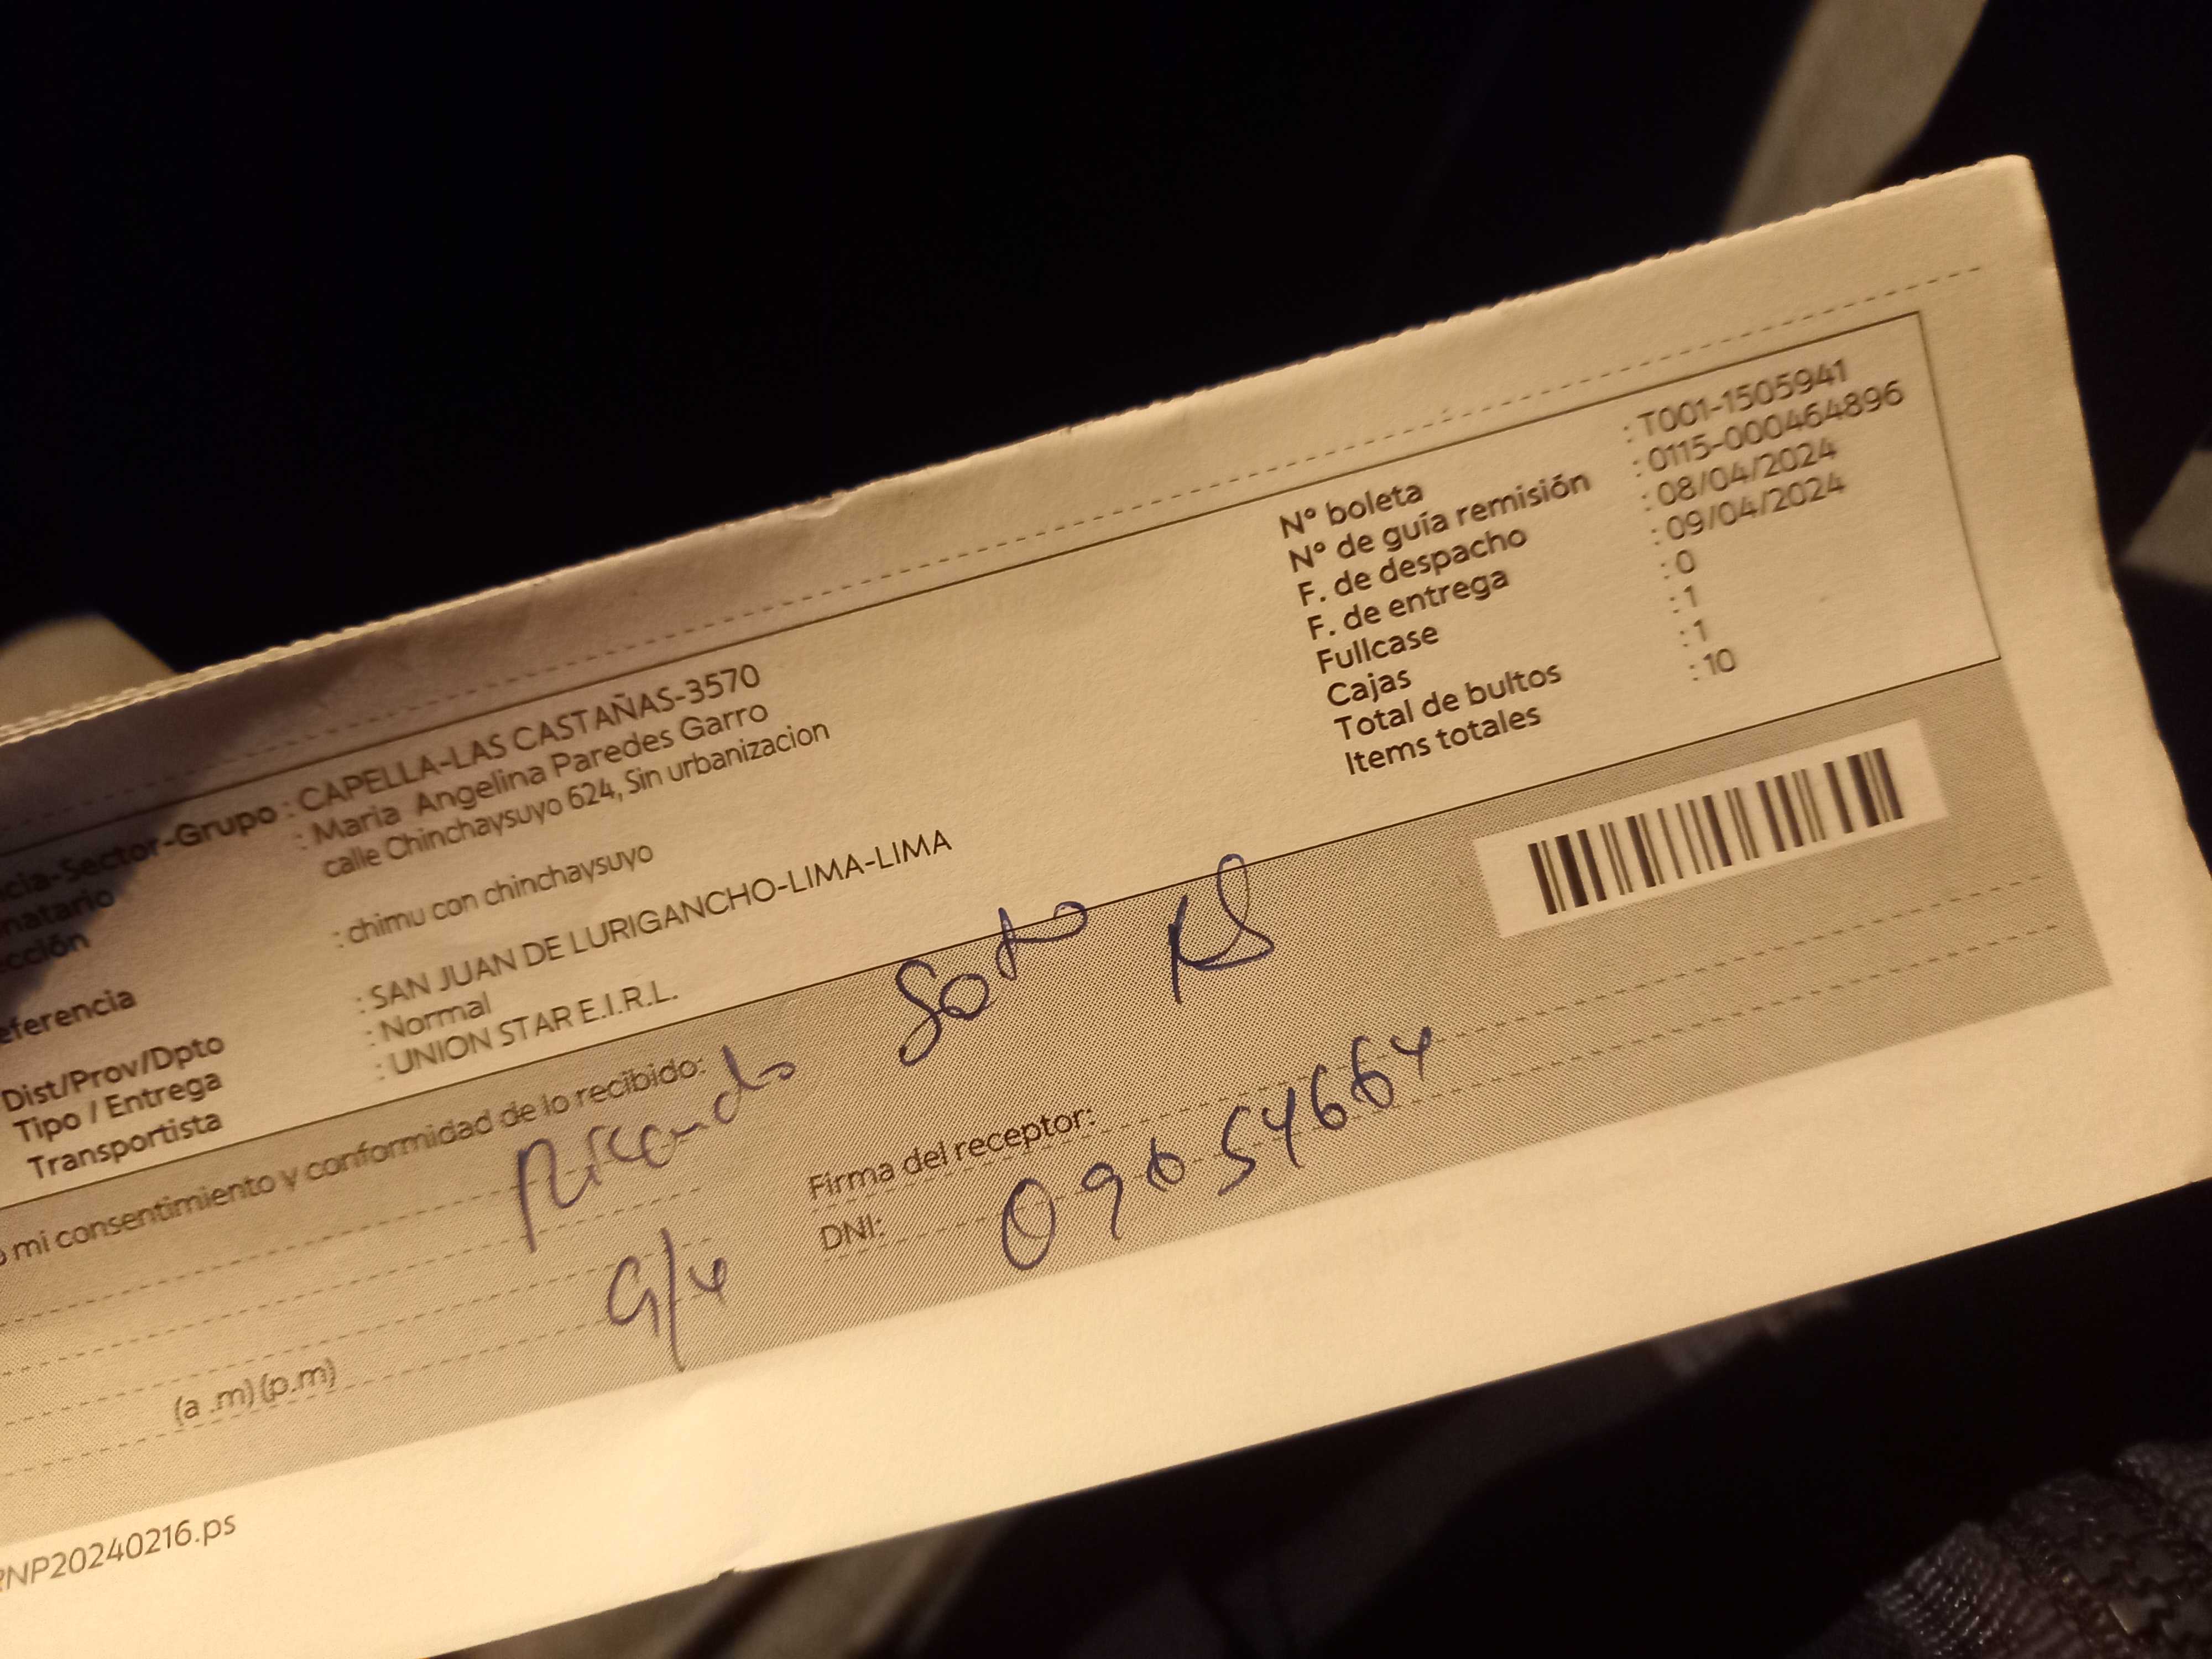 Nº boleta : T001-1505941
Nº de guía remisión : 0115-000464896
F. de despacho : 08/04/2024
F. de entrega : 09/04/2024
Fullcase : 0
Cajas : 1
Total de bultos : 1
Items totales : 10
cia-Sector-Grupo : CAPELLA-LAS CASTAÑAS-3570
natario : Maria Angelina Paredes Garro
cción calle Chinchaysuyo 624, Sin urbanizacion
eferencia : chimu con chinchaysuyo
Dist/Prov/Dpto : SAN JUAN DE LURIGANCHO-LIMA-LIMA
Tipo / Entrega : Normal
Transportista : UNION STAR E.I.R.L.
o mi consentimiento y conformidad de lo recibido:
Ricardo Soto
Firma del receptor:
9/4
DNI: 09054664
(a .m) (p.m)
NP20240216.ps